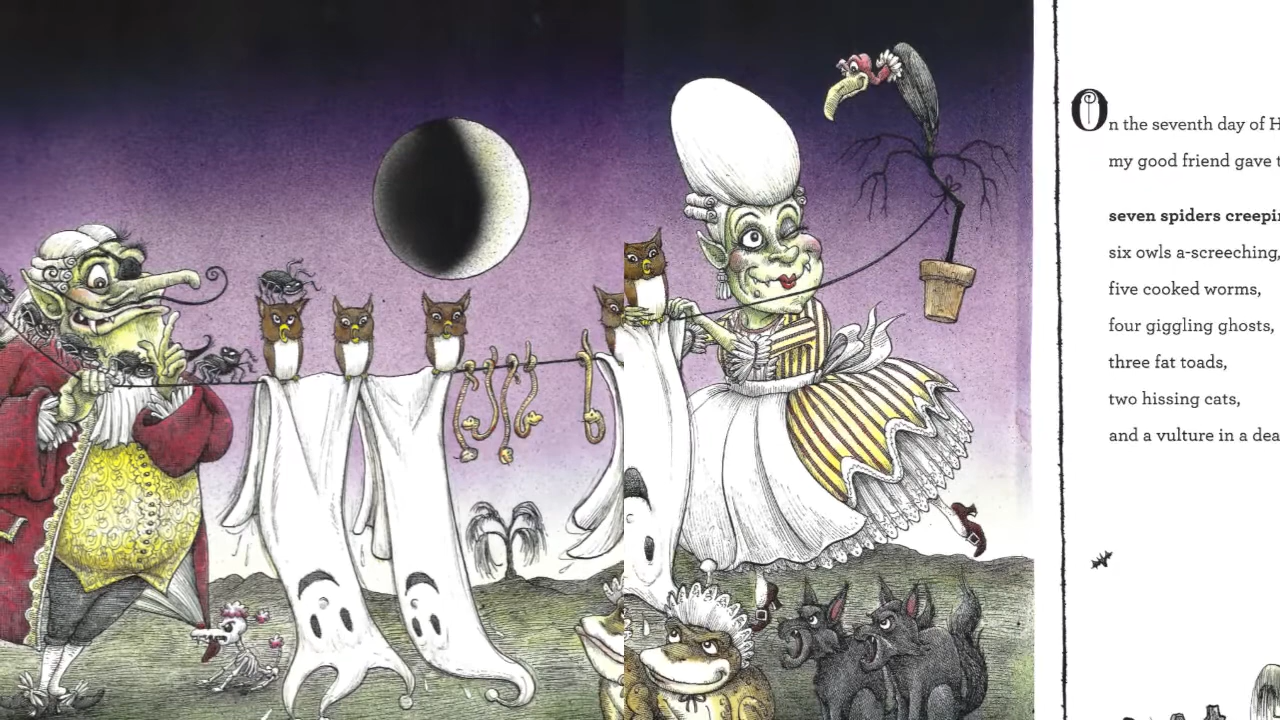 On the seventh day of H
my good friend gave t
seven spiders creepin
six owls a-screeching,
five cooked worms,
four giggling ghosts,
three fat toads,
two hissing cats,
and a vulture in a dea